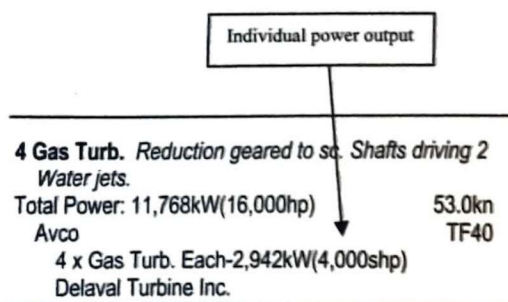 Individual power output
4 Gas Turb. Reduction geared to sc. Shafts driving 2
Water jets.
Total Power: 11,768kW(16,000hp) 53.0kn
Avco TF40
4 x Gas Turb. Each-2,942kW(4,000shp)
Delaval Turbine Inc.